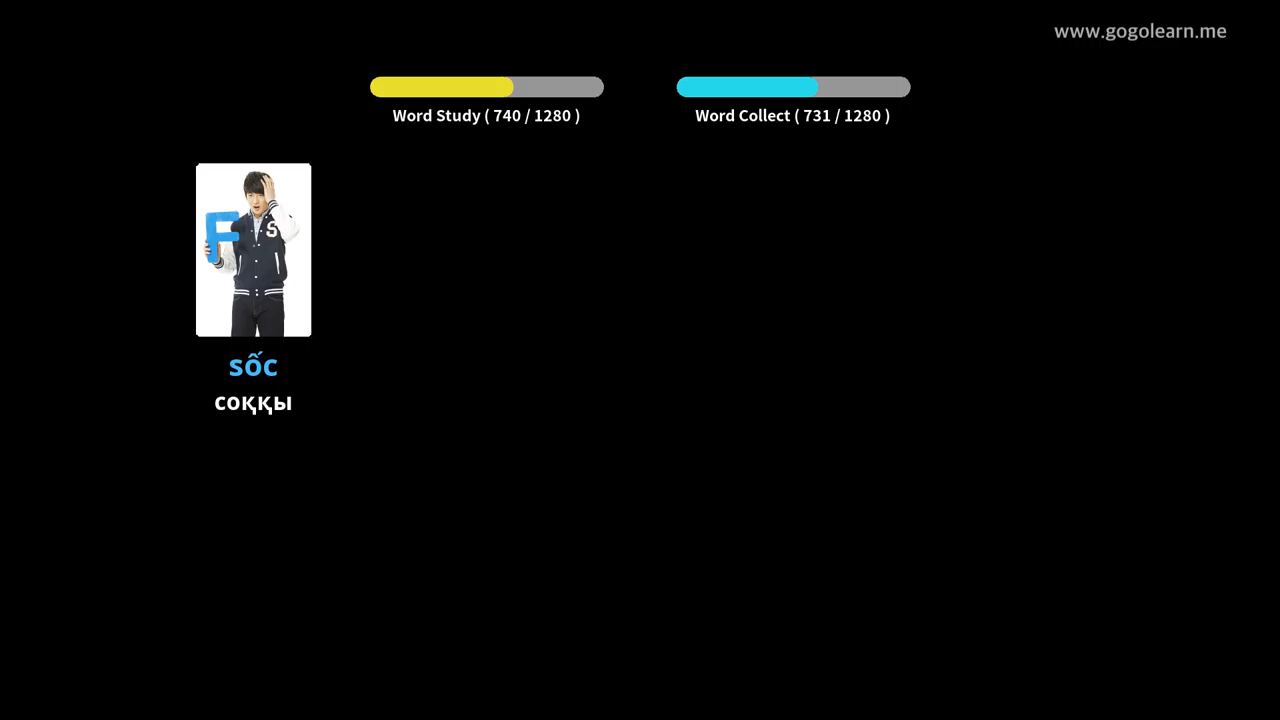 www.gogolearn.me
Word Study ( 740 / 1280 )
Word Collect ( 731 / 1280 )
F
S
sốc
соққы